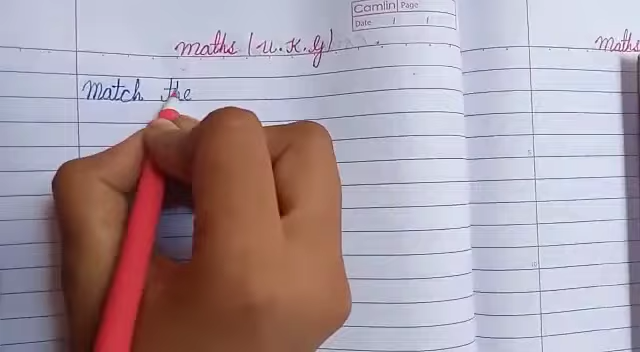 Camlin Page
Date / /
Maths (U.K.G)
Maths
Match the